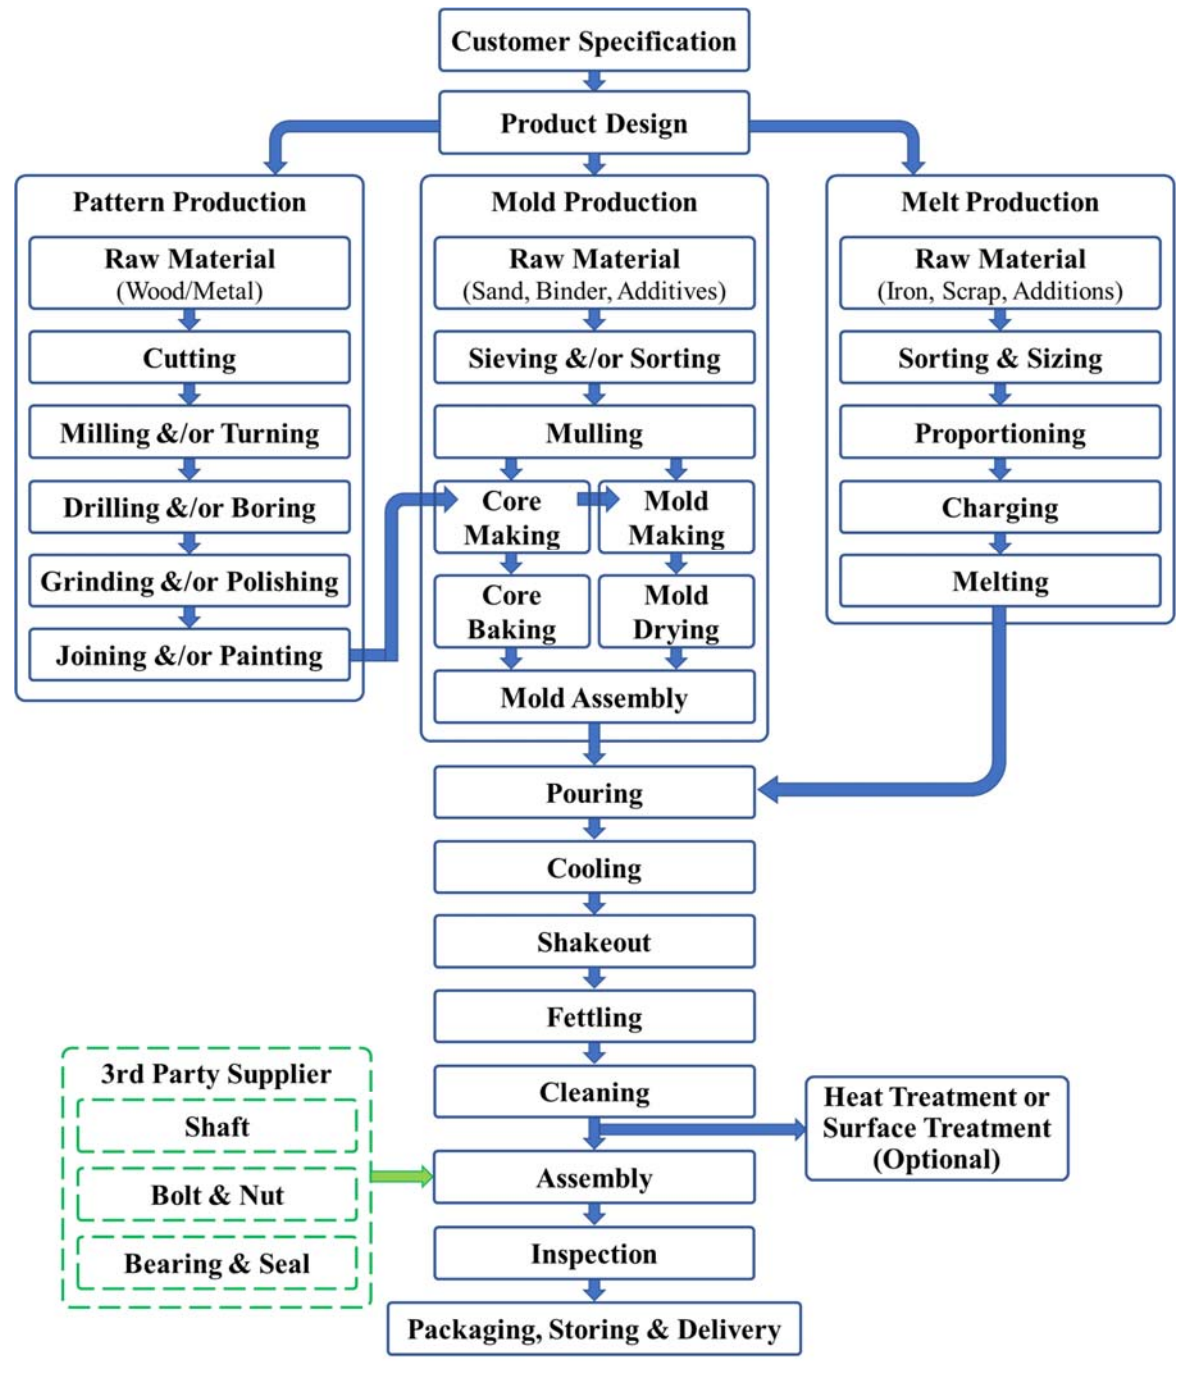 Customer Specification
Product Design
Pattern Production
Raw Material
(Wood/Metal)
Cutting
Milling &/or Turning
Drilling &/or Boring
Grinding &/or Polishing
Joining &/or Painting
Mold Production
Raw Material
(Sand, Binder, Additives)
Sieving &/or Sorting
Mulling
Core
Making
Mold
Making
Core
Baking
Mold
Drying
Mold Assembly
Melt Production
Raw Material
(Iron, Scrap, Additions)
Sorting & Sizing
Proportioning
Charging
Melting
Pouring
Cooling
Shakeout
Fettling
Cleaning
Heat Treatment or
Surface Treatment
(Optional)
3rd Party Supplier
Shaft
Bolt & Nut
Bearing & Seal
Assembly
Inspection
Packaging, Storing & Delivery